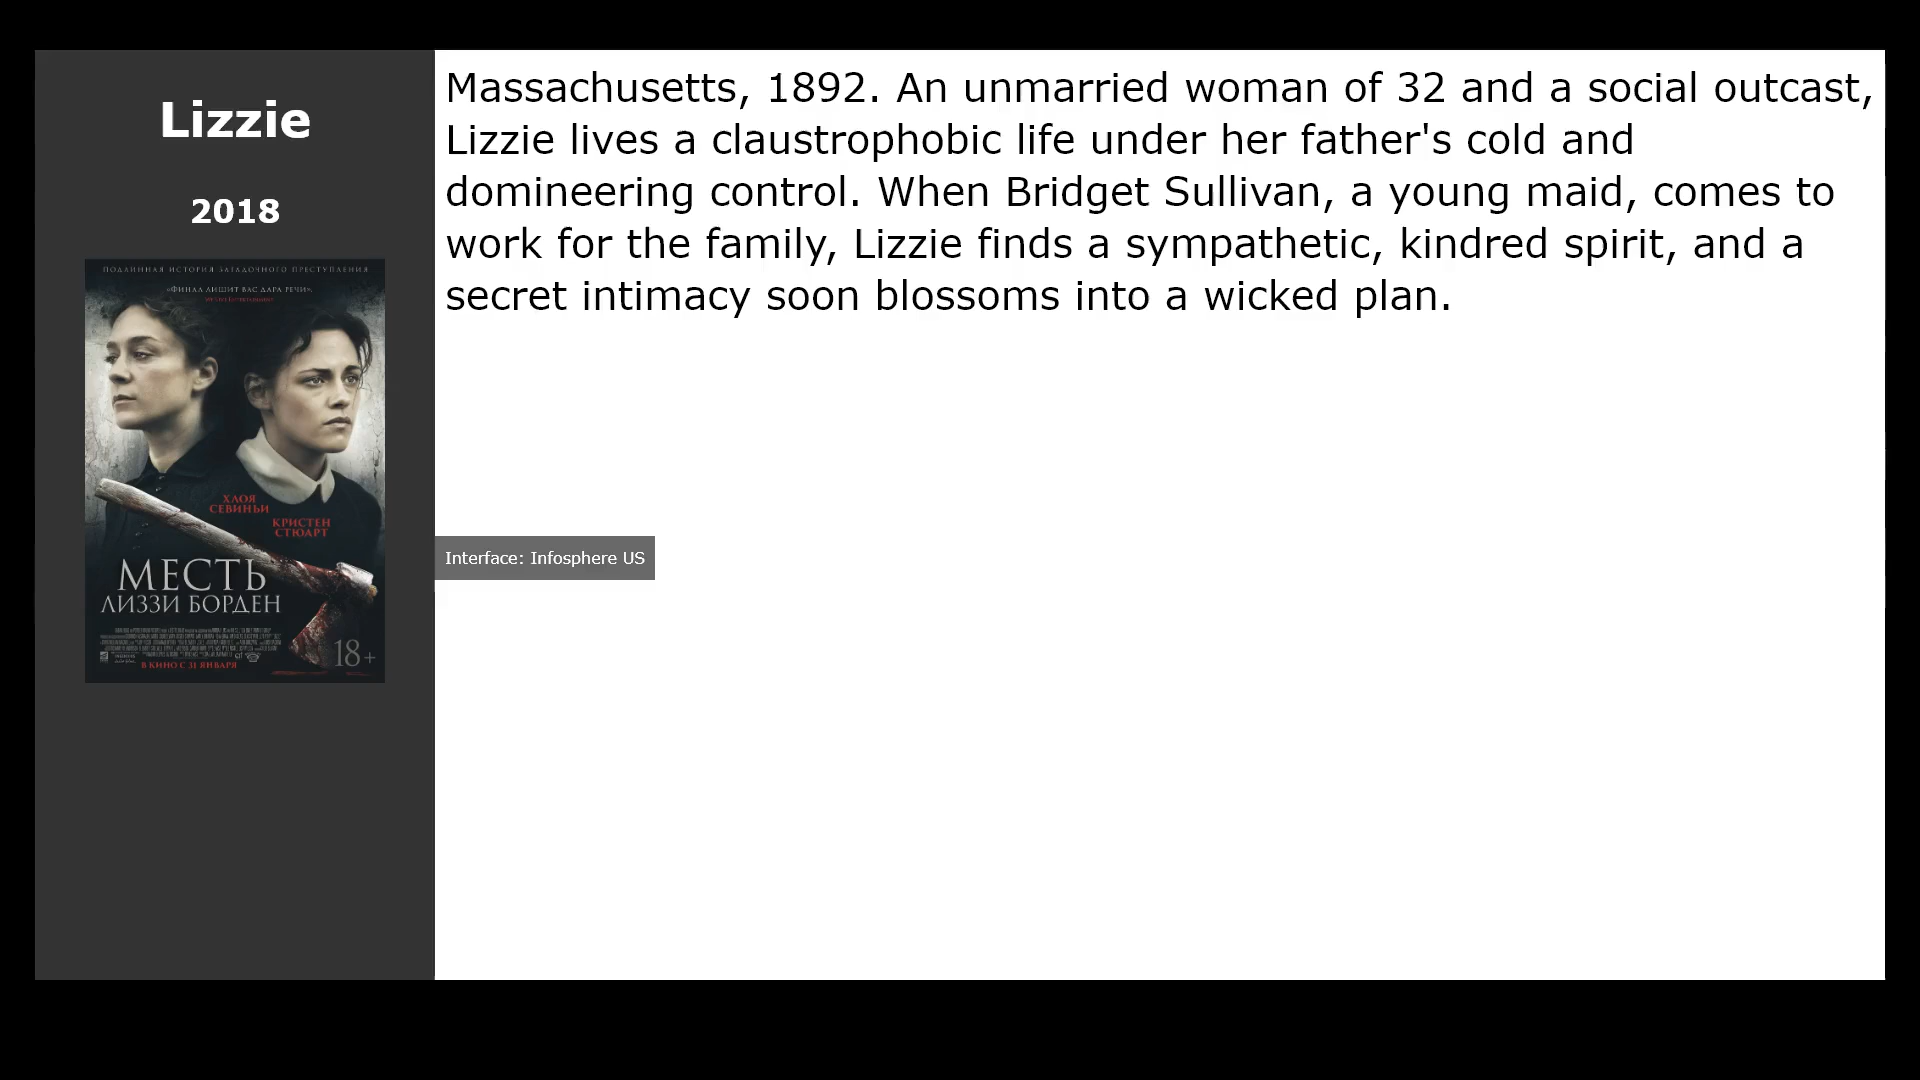 Lizzie
2018
ПОДЛИННАЯ ИСТОРИЯ ЗАГАДОЧНОГО ПРЕСТУПЛЕНИЯ
«ФИНАЛ ЛИШИТ ВАС ДАРА РЕЧИ».
ХЛОЯ
СЕВИНЬИ
КРИСТЕН
СТЮАРТ
МЕСТЬ
ЛИЗЗИ БОРДЕН
18+
В КИНО С 31 ЯНВАРЯ
Massachusetts, 1892. An unmarried woman of 32 and a social outcast,
Lizzie lives a claustrophobic life under her father's cold and
domineering control. When Bridget Sullivan, a young maid, comes to
work for the family, Lizzie finds a sympathetic, kindred spirit, and a
secret intimacy soon blossoms into a wicked plan.
Interface: Infosphere US